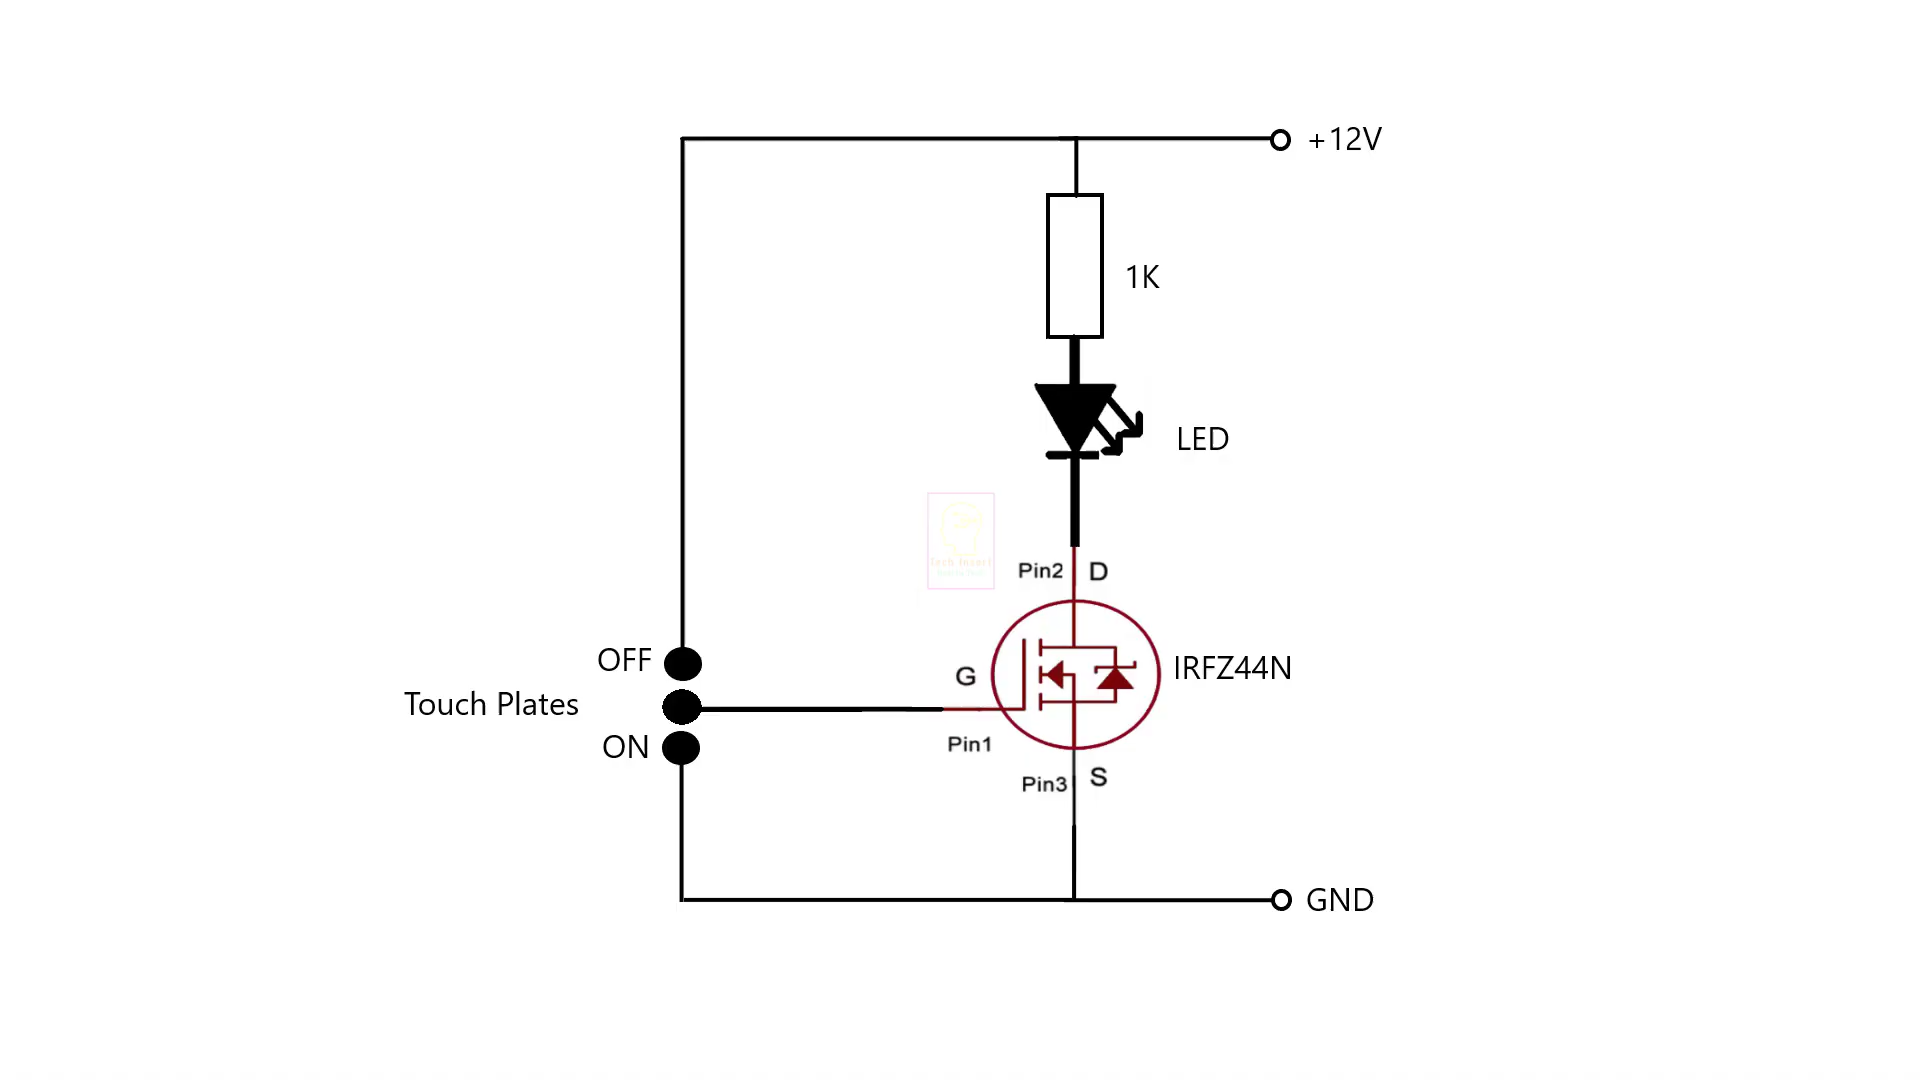 +12V
1K
LED
Pin2 D
OFF
G
IRFZ44N
Touch Plates
ON
Pin1
Pin3 S
GND